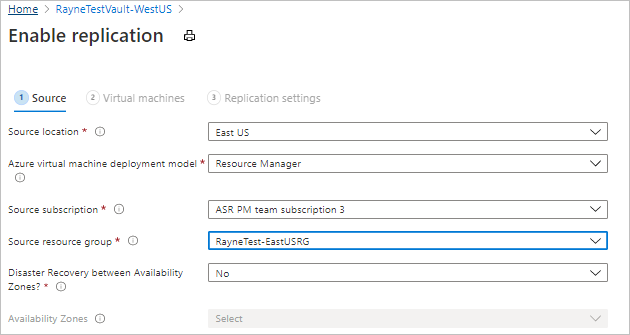 Home > RayneTestVault-WestUS >
Enable replication
1 Source 2 Virtual machines 3 Replication settings
Source location * East US
Azure virtual machine deployment model * Resource Manager
Source subscription * ASR PM team subscription 3
Source resource group * RayneTest-EastUSRG
Disaster Recovery between Availability
Zones? * No
Availability Zones Select